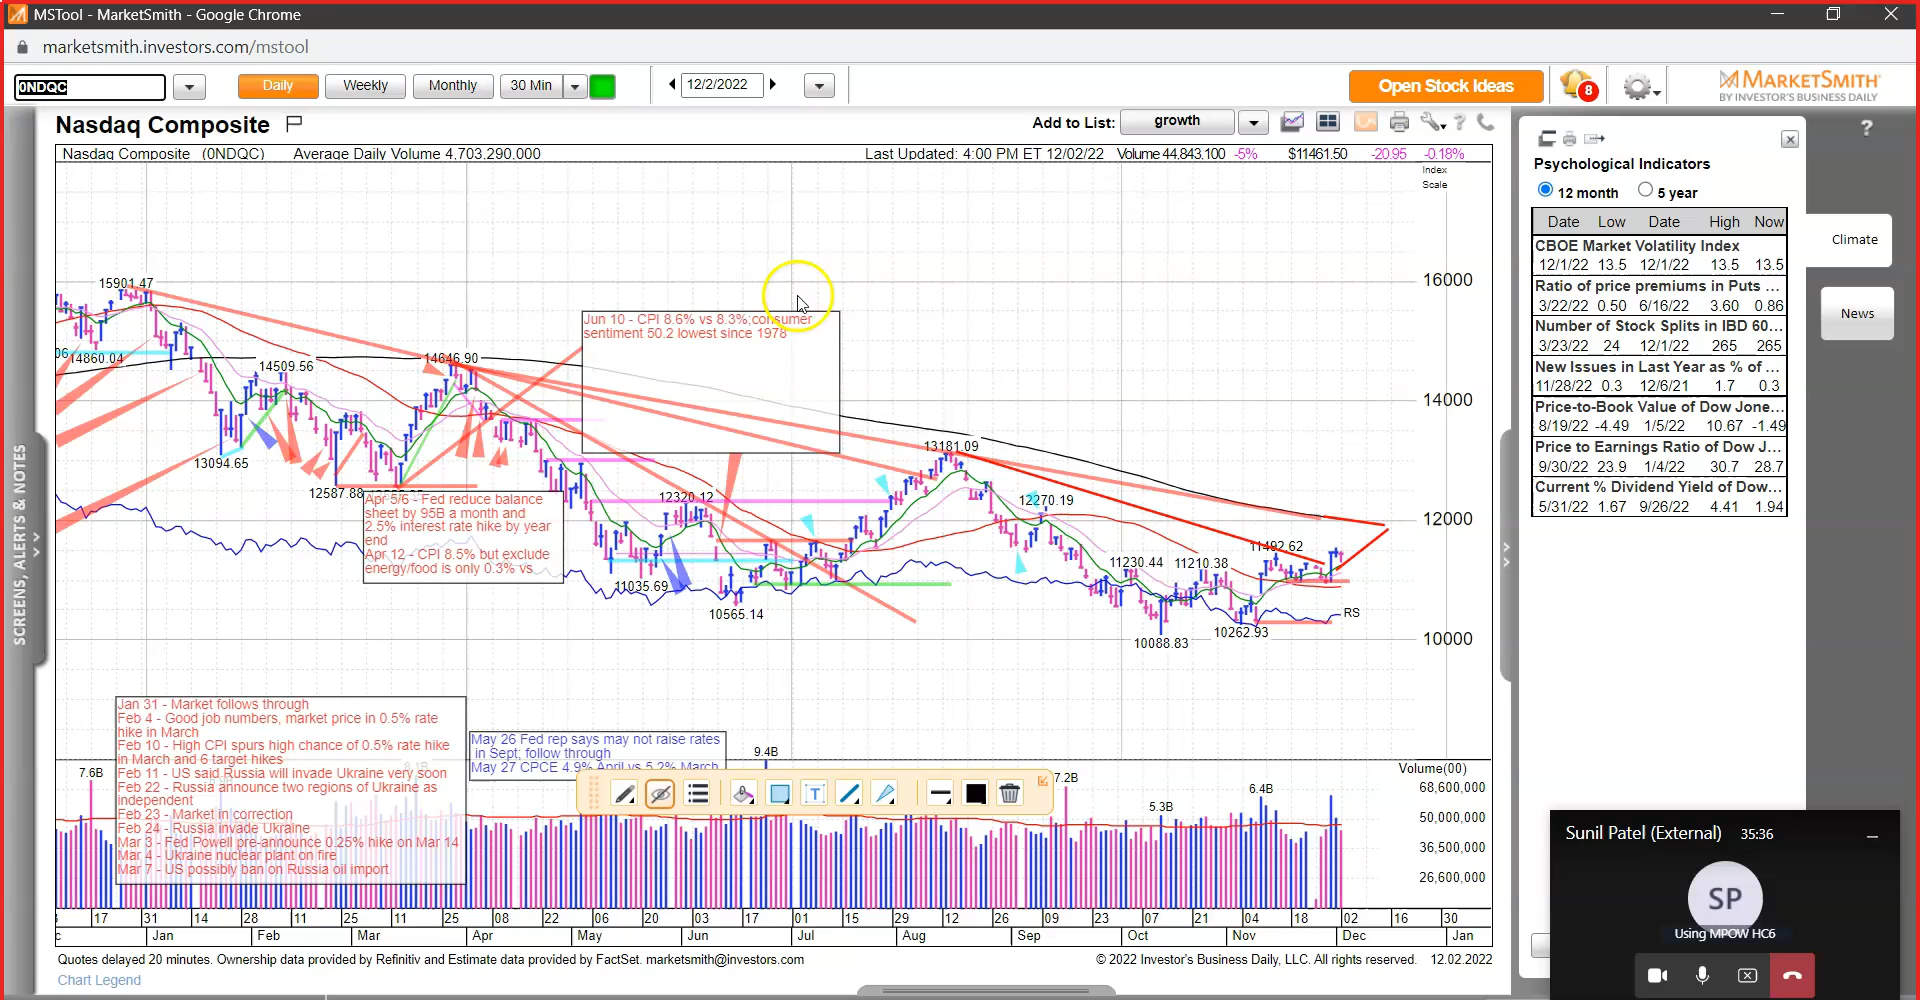 MSTool - MarketSmith - Google Chrome
marketsmith.investors.com/mstool
0NDQC
Daily
Weekly
Monthly
30 Min
12/2/2022
Open Stock Ideas
8
MARKETSMITH
BY INVESTOR'S BUSINESS DAILY
Nasdaq Composite
Add to List:
growth
?
Nasdaq Composite (0NDQC) Average Daily Volume 4,703,290,000
Last Updated: 4:00 PM ET 12/02/22 Volume 44,843,100 -5% $11461.50 -20.95 -0.18%
Index
Scale
16000
14000
12000
10000
15901.47
14860.04
14509.56
13094.65
12587.88
14646.90
12320.12
11035.69
10565.14
13181.09
12270.19
11230.44
11210.38
10088.83
10262.93
11492.62
RS
Jun 10 - CPI 8.6% vs 8.3%;consumer
sentiment 50.2 lowest since 1978
Apr 5/6 - Fed reduce balance
sheet by 95B a month and
2.5% interest rate hike by year
end
Apr 12 - CPI 8.5% but exclude
energy/food is only 0.3% vs
Jan 31 - Market follows through
Feb 4 - Good job numbers, market price in 0.5% rate
hike in March
Feb 10 - High CPI spurs high chance of 0.5% rate hike
in March and 6 target hikes
Feb 11 - US said Russia will invade Ukraine very soon
Feb 22 - Russia announce two regions of Ukraine as
independent
Feb 23 - Market in correction
Feb 24 - Russia invade Ukraine
Mar 3 - Fed Powell pre-announce 0.25% hike on Mar 14
Mar 4 - Ukraine nuclear plant on fire
Mar 7 - US possibly ban on Russia oil import
May 26 Fed rep says may not raise rates
in Sept; follow through
May 27 CPCE 4.9% April vs 5.2% March
7.6B
9.4B
7.2B
5.3B
6.4B
Volume(00)
68,600,000
50,000,000
36,500,000
26,600,000
17 31 14 28 11 25 11 25 08 22 06 20 03 17 01 15 29 12 26 09 23 07 21 04 18 02 16 30
c Jan Feb Mar Apr May Jun Jul Aug Sep Oct Nov Dec Jan
Quotes delayed 20 minutes. Ownership data provided by Refinitiv and Estimate data provided by FactSet. marketsmith@investors.com
© 2022 Investor's Business Daily, LLC. All rights reserved. 12.02.2022
Chart Legend
SCREENS, ALERTS & NOTES
Psychological Indicators
12 month 5 year
Date Low Date High Now
CBOE Market Volatility Index
12/1/22 13.5 12/1/22 13.5 13.5
Ratio of price premiums in Puts ...
3/22/22 0.50 6/16/22 3.60 0.86
Number of Stock Splits in IBD 60...
3/23/22 24 12/1/22 265 265
New Issues in Last Year as % of ...
11/28/22 0.3 12/6/21 1.7 0.3
Price-to-Book Value of Dow Jone...
8/19/22 -4.49 1/5/22 10.67 -1.49
Price to Earnings Ratio of Dow J...
9/30/22 23.9 1/4/22 30.7 28.7
Current % Dividend Yield of Dow...
5/31/22 1.67 9/26/22 4.41 1.94
?
Climate
News
Sunil Patel (External) 35:36
SP
Using MPOW HC6